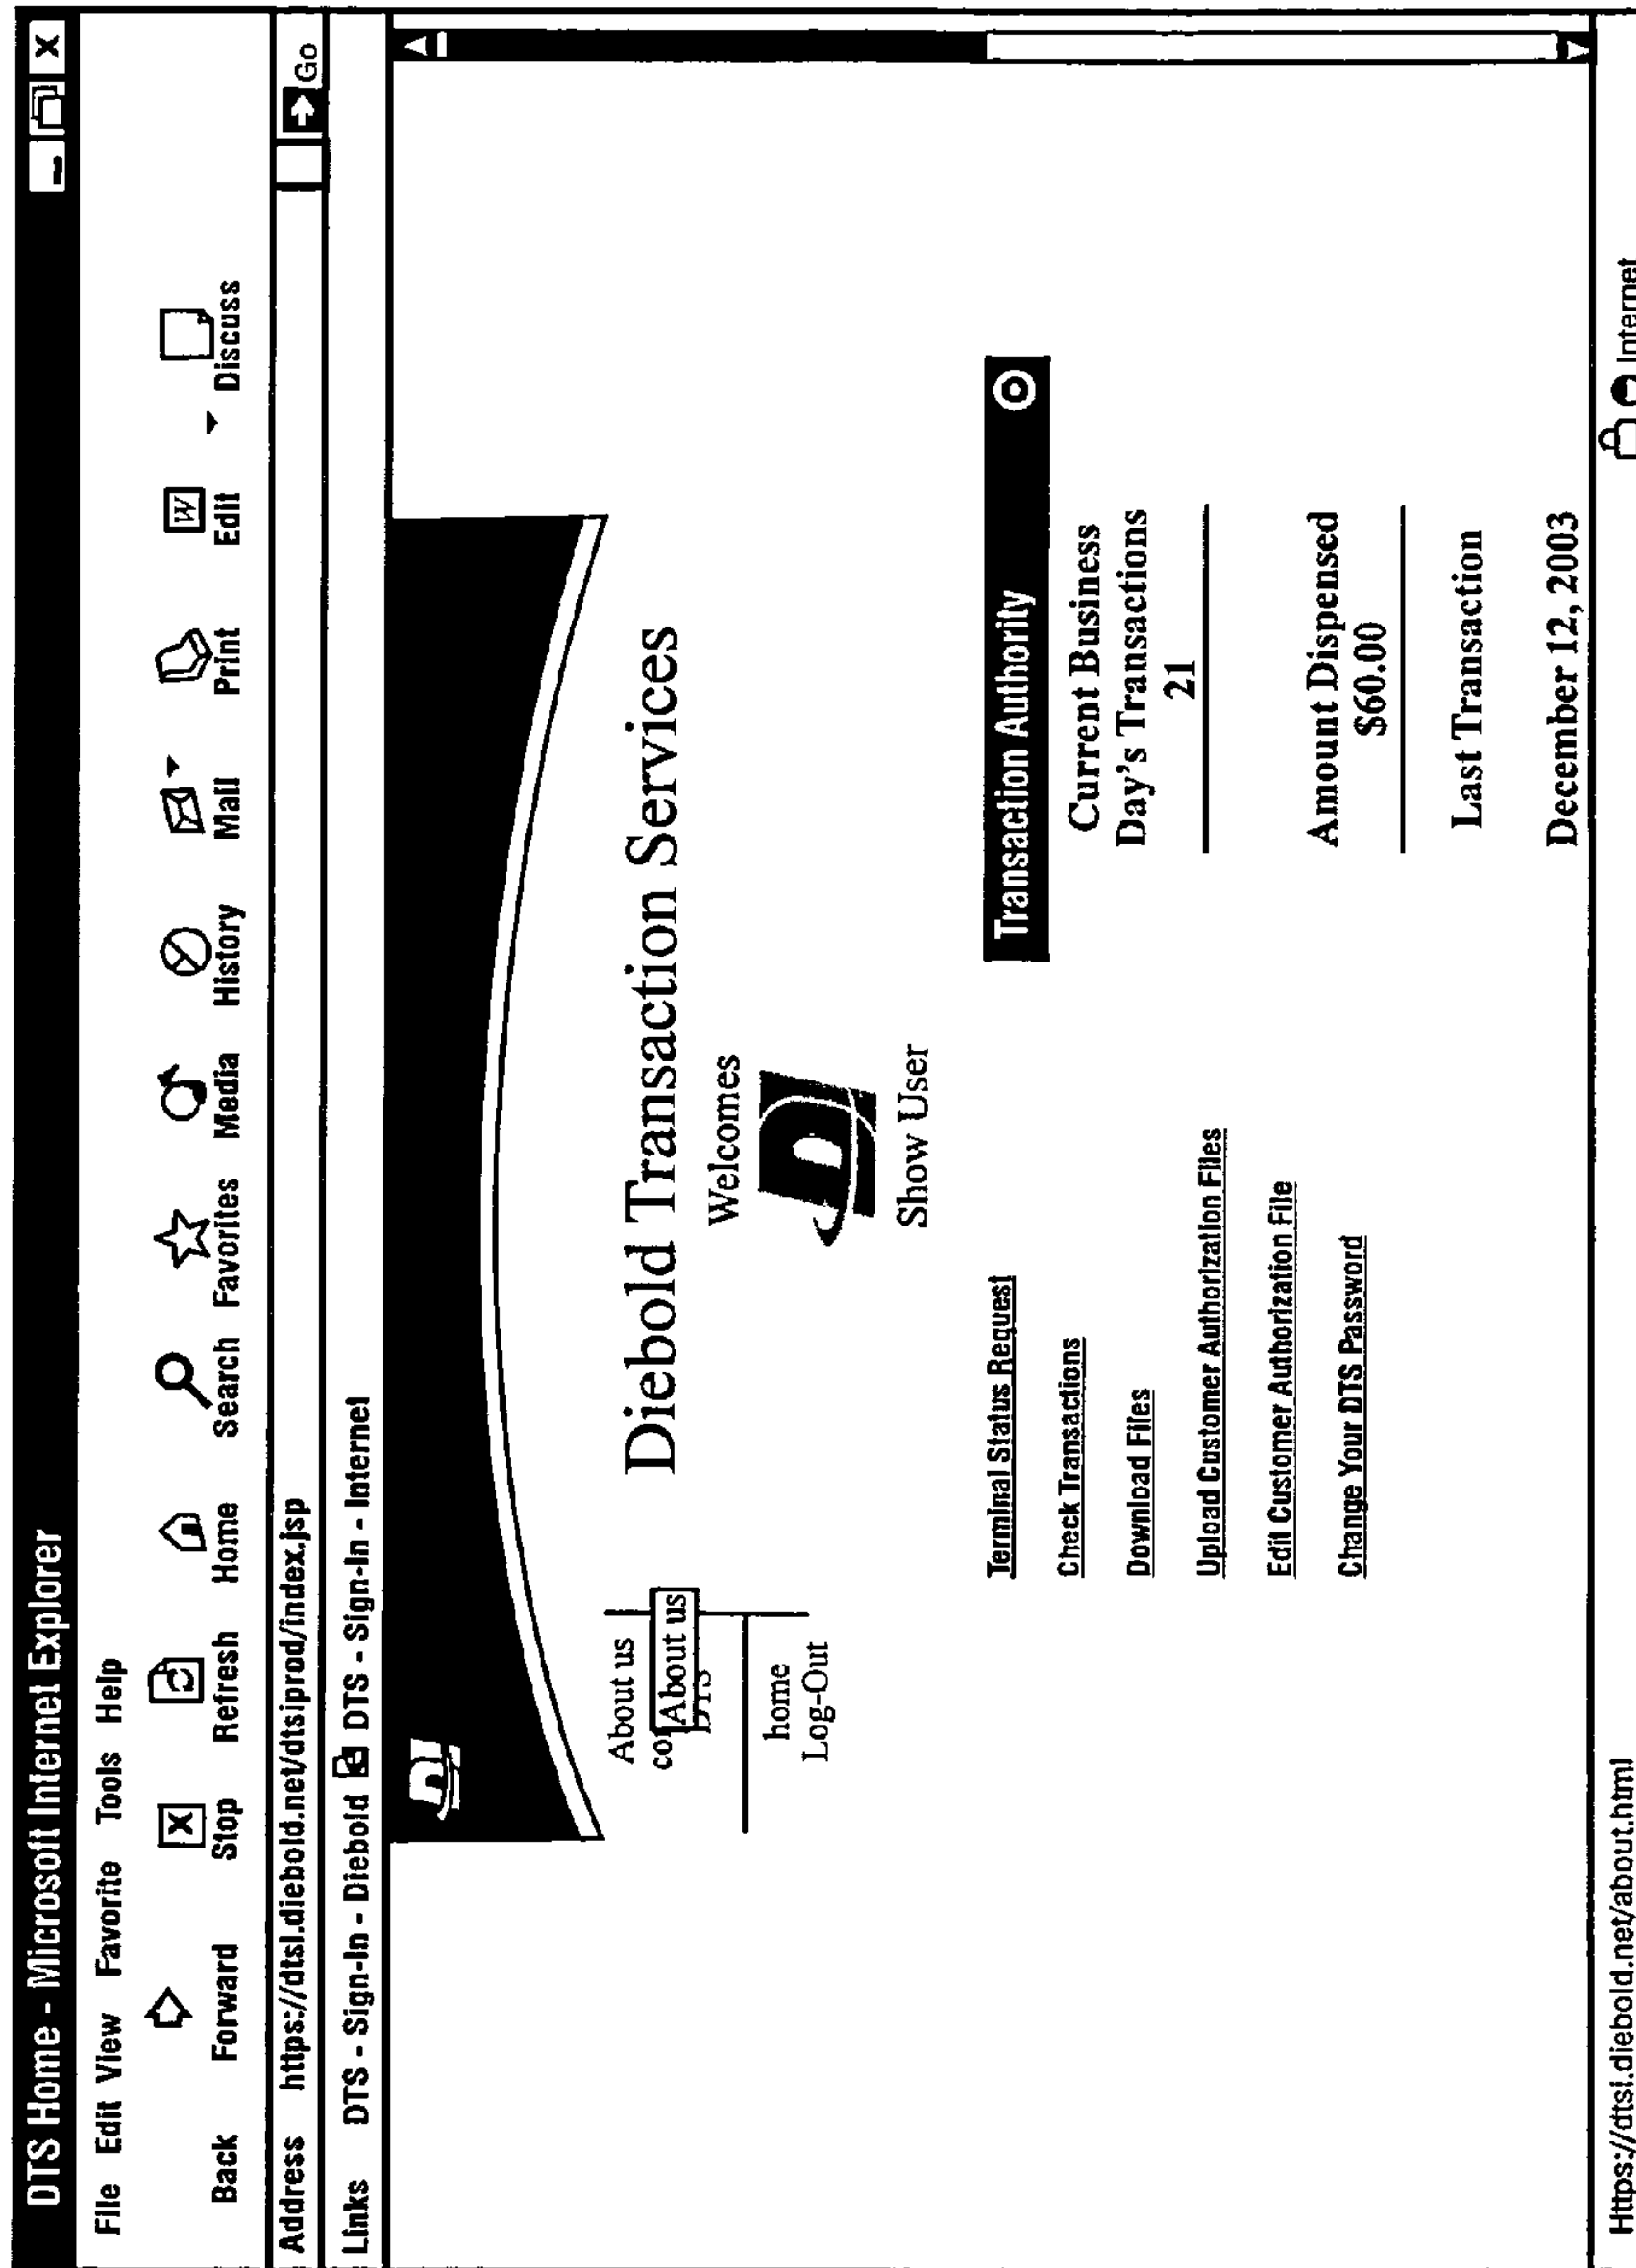 DTS Home - Microsoft Internet Explorer
File Edit View Favorite Tools Help
Back Forward Stop Refresh Home Search Favorites Media History Mail Print Edit Discuss
Address https://dtsl.diebold.net/dtsiprod/index.jsp Go
Links DTS - Sign-In - Diebold DTS - Sign-In - Internet
Diebold Transaction Services
Welcomes
Show User
About us
About us
home
Log-Out
Terminal Status Request
Check Transactions
Download Files
Upload Customer Authorization Files
Edit Customer Authorization File
Change Your DTS Password
Transaction Authority
Current Business
Day's Transactions
21
Amount Dispensed
$60.00
Last Transaction
December 12, 2003
Https://dtsi.diebold.net/about.html Internet